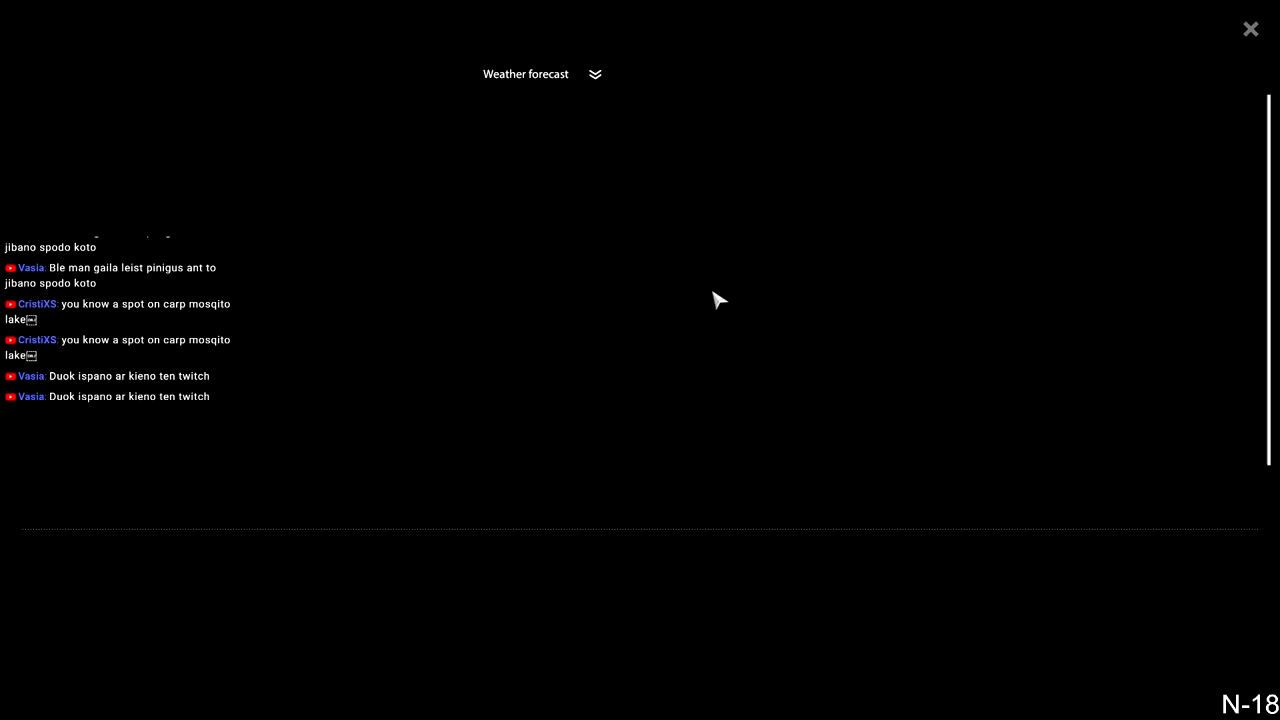 Weather forecast
jibano spodo koto
Vasia: Ble man gaila leist pinigus ant to
jibano spodo koto
CristiXS: you know a spot on carp mosqito
lake
CristiXS: you know a spot on carp mosqito
lake
Vasia: Duok ispano ar kieno ten twitch
Vasia: Duok ispano ar kieno ten twitch
N-18